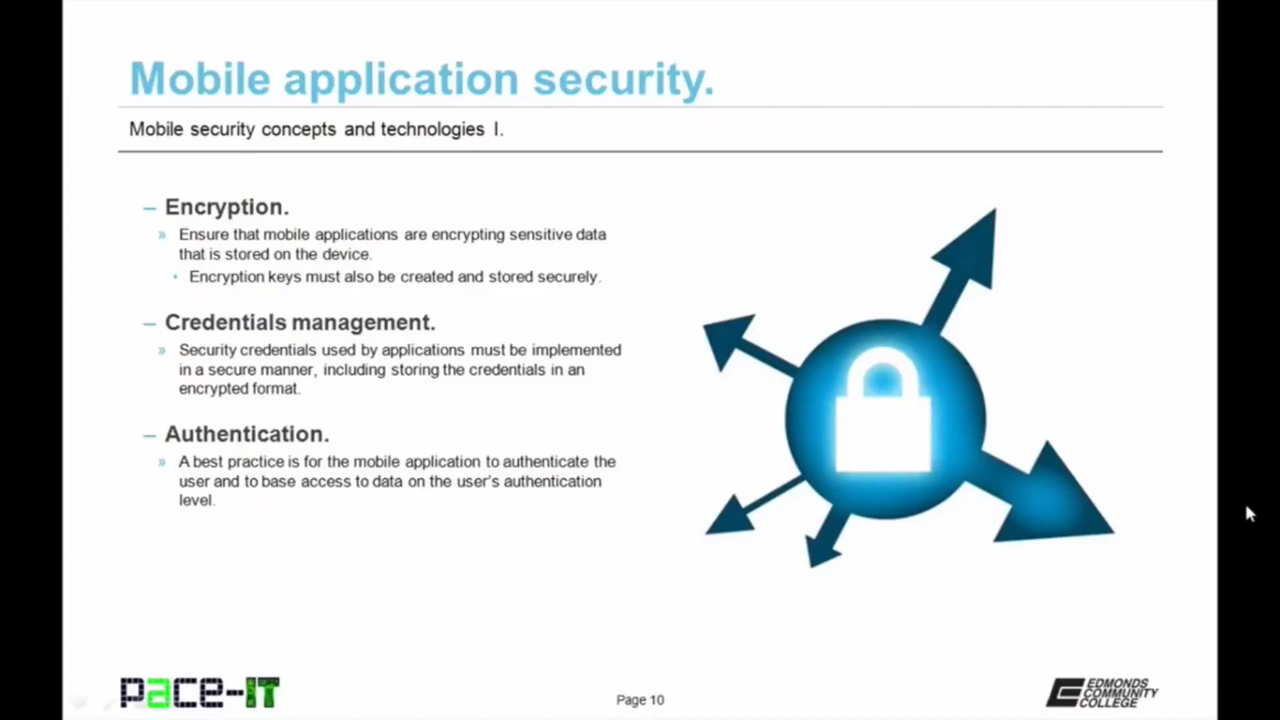 Mobile application security.
Mobile security concepts and technologies I.
– Encryption.
» Ensure that mobile applications are encrypting sensitive data
that is stored on the device.
• Encryption keys must also be created and stored securely.
– Credentials management.
» Security credentials used by applications must be implemented
in a secure manner, including storing the credentials in an
encrypted format.
– Authentication.
» A best practice is for the mobile application to authenticate the
user and to base access to data on the user's authentication
level.
pace-IT
Page 10
EDMONDS
COMMUNITY
COLLEGE